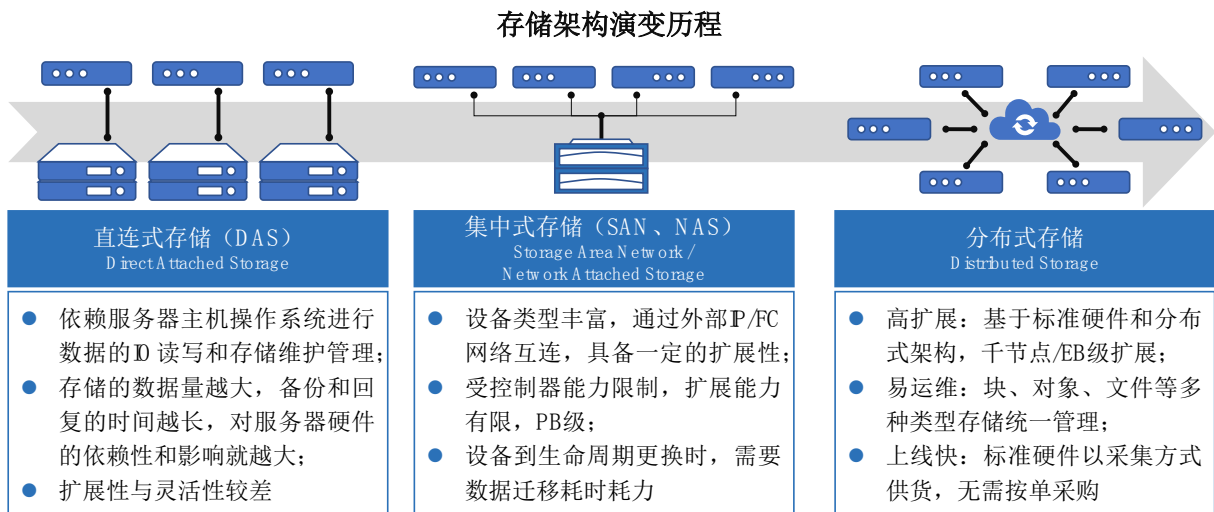 存储架构演变历程
直连式存储（DAS）
Direct Attached Storage
依赖服务器主机操作系统进行
数据的IO 读写和存储维护管理；
存储的数据量越大，备份和回
复的时间越长，对服务器硬件
的依赖性和影响就越大；
扩展性与灵活性较差
集中式存储（SAN、NAS）
Storage Area Network /
Network Attached Storage
设备类型丰富，通过外部IP/FC
网络互连，具备一定的扩展性；
受控制器能力限制，扩展能力
有限，PB级；
设备到生命周期更换时，需要
数据迁移耗时耗力
分布式存储
Distributed Storage
高扩展：基于标准硬件和分布
式架构，千节点/EB级扩展；
易运维：块、对象、文件等多
种类型存储统一管理；
上线快：标准硬件以采集方式
供货，无需按单采购